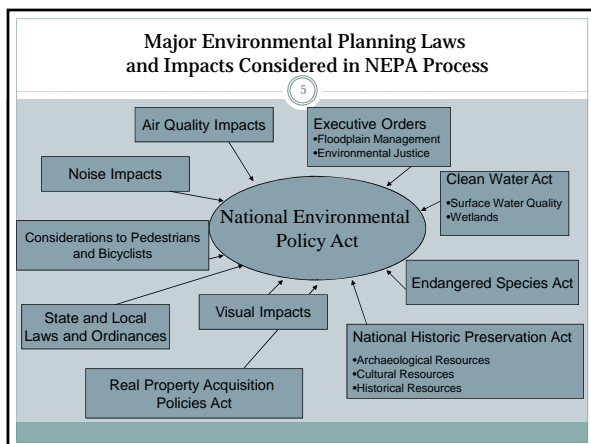 Major Environmental Planning Laws
and Impacts Considered in NEPA Process
5
Air Quality Impacts
Executive Orders
•Floodplain Management
•Environmental Justice
Noise Impacts
Clean Water Act
•Surface Water Quality
•Wetlands
National Environmental
Policy Act
Considerations to Pedestrians
and Bicyclists
Endangered Species Act
State and Local
Laws and Ordinances
Visual Impacts
National Historic Preservation Act
•Archaeological Resources
•Cultural Resources
•Historical Resources
Real Property Acquisition
Policies Act